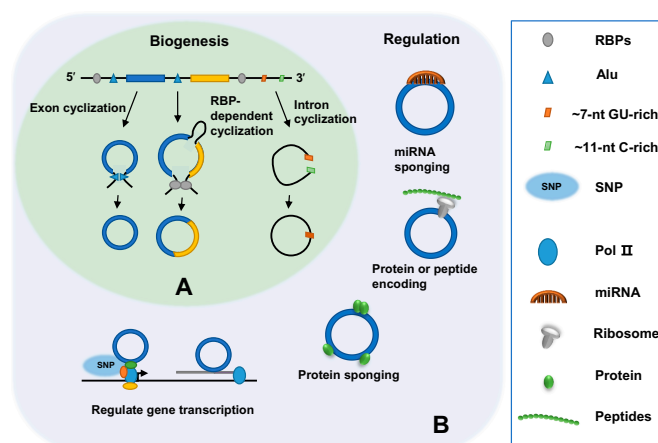 Biogenesis
5′
3′
Exon cyclization
RBP-
dependent
cyclization
Intron
cyclization
A
Regulation
miRNA
sponging
Protein or peptide
encoding
Protein sponging
SNP
Regulate gene transcription
B
RBPs
Alu
~7-nt GU-rich
~11-nt C-rich
SNP
SNP
Pol II
miRNA
Ribosome
Protein
Peptides